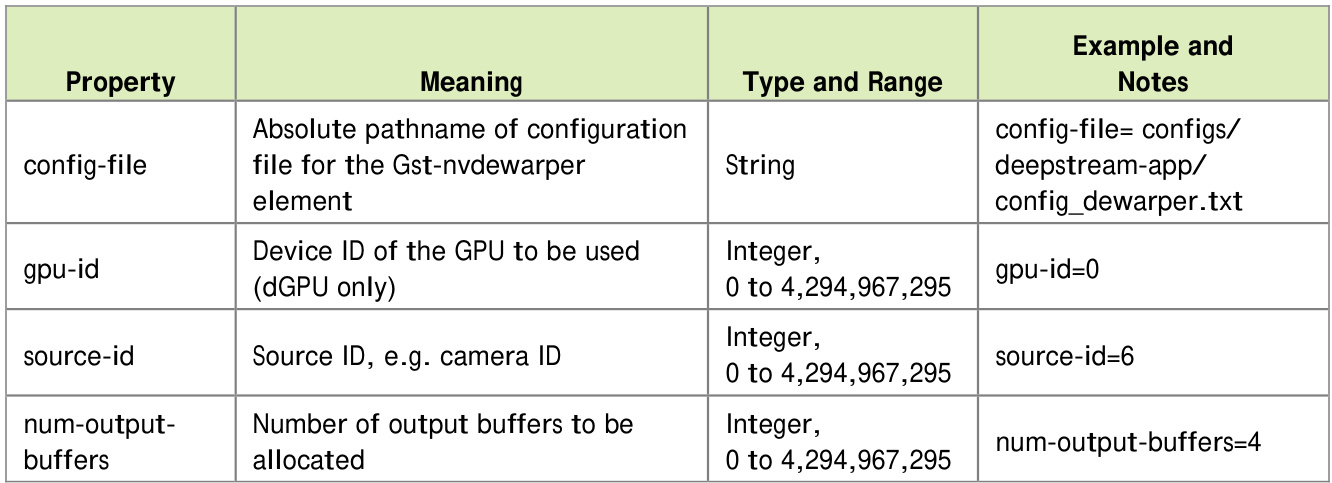 Property
Meaning
Type and Range
Example and
Notes
config-file
Absolute pathname of configuration
file for the Gst-nvdewarper
element
String
config-file= configs/
deepstream-app/
config_dewarper.txt
gpu-id
Device ID of the GPU to be used
(dGPU only)
Integer,
0 to 4,294,967,295
gpu-id=0
source-id
Source ID, e.g. camera ID
Integer,
0 to 4,294,967,295
source-id=6
num-output-
buffers
Number of output buffers to be
allocated
Integer,
0 to 4,294,967,295
num-output-buffers=4